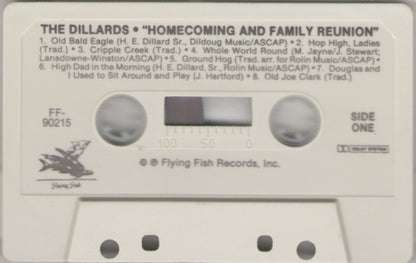 THE DILLARDS • "HOMECOMING AND FAMILY REUNION"
1. Old Bald Eagle (H. E. Dillard Sr., Dildoug Music/ASCAP) • 2. Hop High, Ladies
(Trad.) • 3. Cripple Creek (Trad.) • 4. Whole World Round (M. Jayne/J. Stewart;
Lansdowne-Winston/ASCAP) • 5. Ground Hog (Trad. arr. for Rolin Music/ASCAP) •
6. High Dad in the Morning (H. E. Dillard, Sr., Rolin Music/ASCAP) • 7. Douglas and
I Used to Sit Around and Play (J. Hartford) • 8. Old Joe Clark (Trad.)
FF-
90215
SIDE
ONE
100 50 0
DOLBY SYSTEM
Flying Fish
© ℗ Flying Fish Records, Inc.